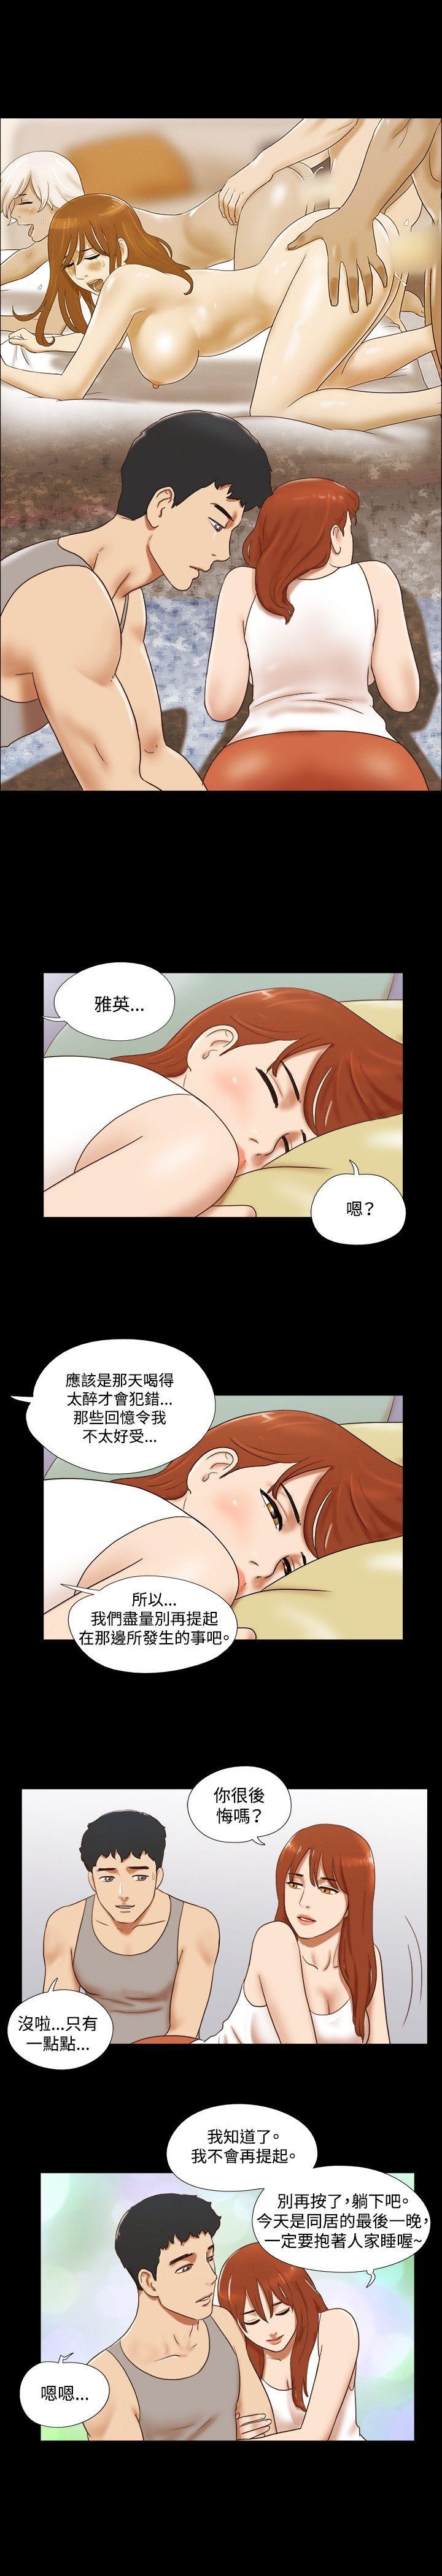 雅英...
嗯？
應該是那天喝得
太醉才會犯錯...
那些回憶令我
不太好受...
所以...
我們盡量別再提起
在那邊所發生的事吧。
你很後
悔嗎？
沒啦...只有
一點點...
我知道了。
我不會再提起。
別再按了，躺下吧。
今天是同居的最後一晚，
一定要抱著人家睡喔~
嗯嗯...